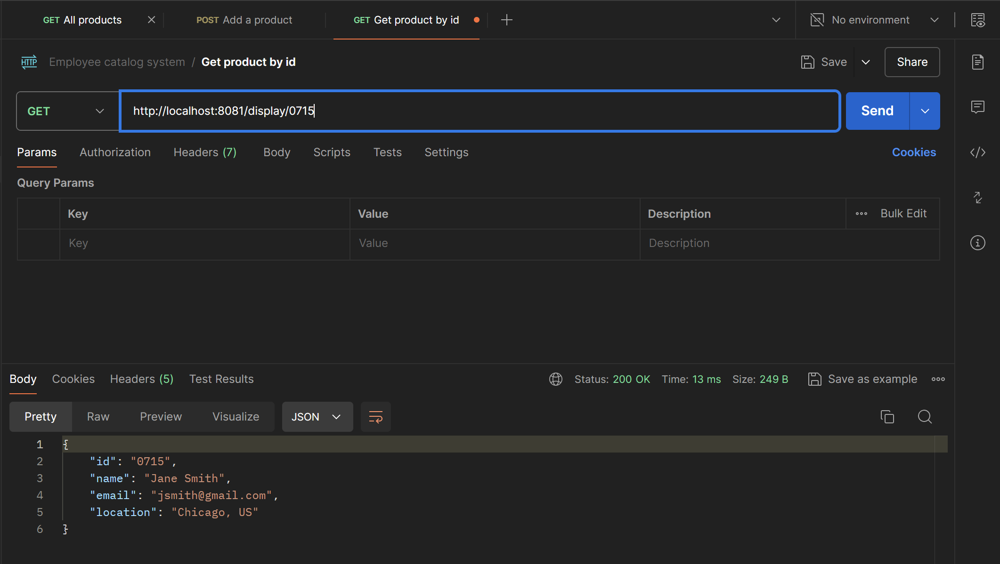 GET All products
POST Add a product
GET Get product by id
No environment
HTTP Employee catalog system / Get product by id
Save
Share
GET
http://localhost:8081/display/0715
Send
Params Authorization Headers (7) Body Scripts Tests Settings
Cookies
Query Params
Key Value Description Bulk Edit
Key Value Description
Body Cookies Headers (5) Test Results
Status: 200 OK Time: 13 ms Size: 249 B Save as example
Pretty Raw Preview Visualize JSON
1 {
2 "id": "0715",
3 "name": "Jane Smith",
4 "email": "jsmith@gmail.com",
5 "location": "Chicago, US"
6 }